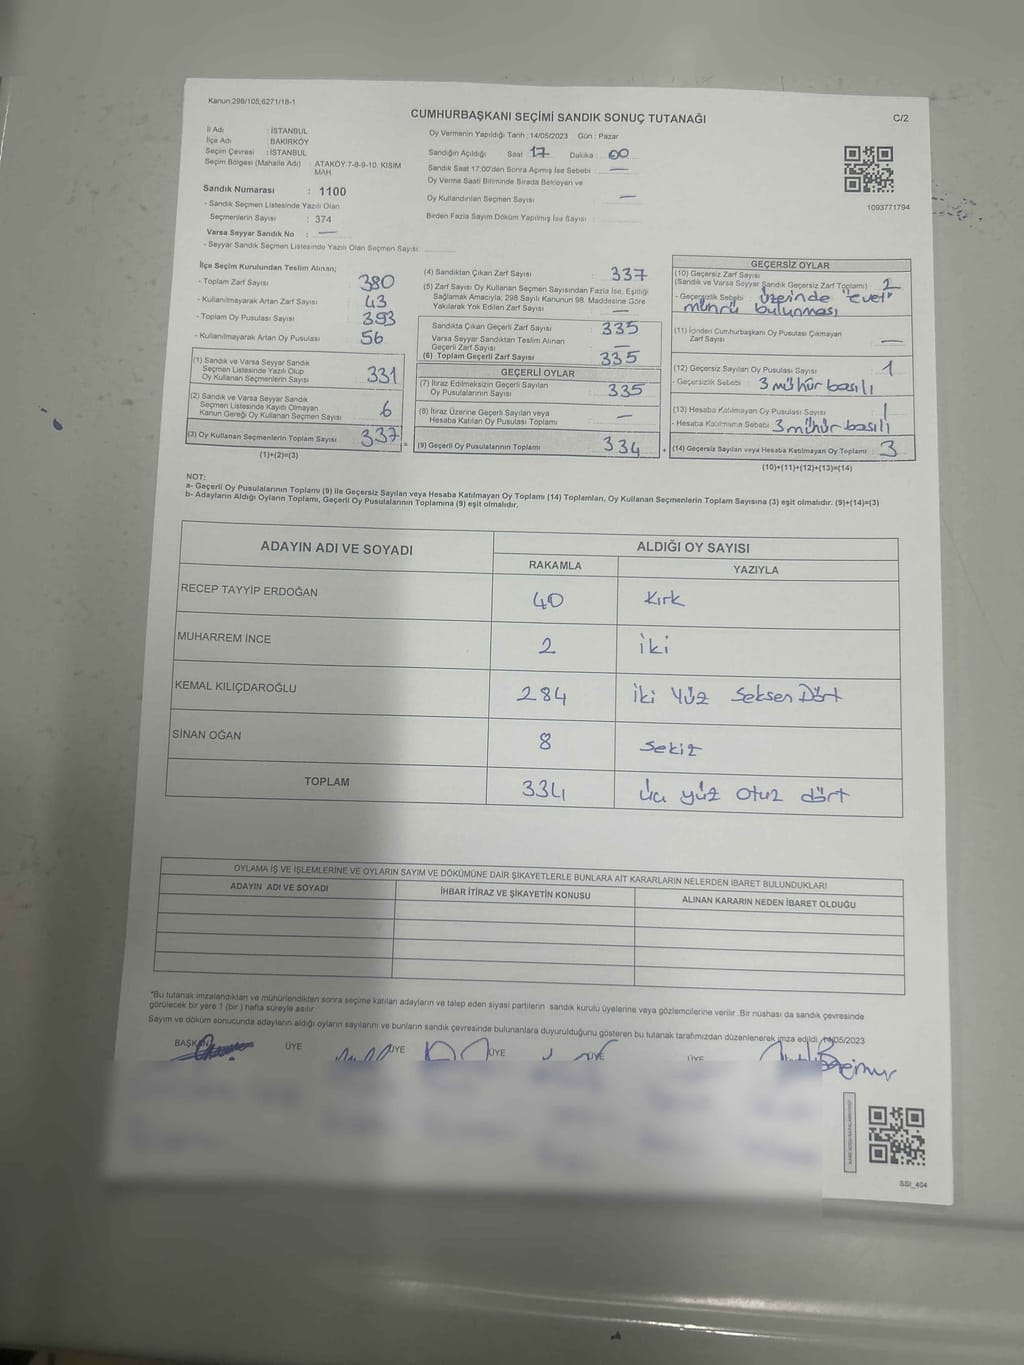 Kanun 298/105,6271/18-1
CUMHURBAŞKANI SEÇİMİ SANDIK SONUÇ TUTANAĞI
C/2
İl Adı : İSTANBUL
İlçe Adı BAKIRKÖY
Seçim Çevresi : İSTANBUL
Seçim Bölgesi (Mahalle Adı) : ATAKÖY 7-8-9-10. KISIM MAH
Sandık Numarası : 1100
- Sandık Seçmen Listesinde Yazılı Olan
Seçmenlerin Sayısı : 374
Varsa Seyyar Sandık No : —
- Seyyar Sandık Seçmen Listesinde Yazılı Olan Seçmen Sayısı
Oy Vermenin Yapıldığı Tarih : 14/05/2023 Gün : Pazar
Sandığın Açıldığı Saat 17 Dakika 00
Sandık Saat 17:00'den Sonra Açımış İse Sebebi : —
Oy Verme Saati Bitiminde Sırada Bekleyen ve
Oy Kullandırılan Seçmen Sayısı —
Birden Fazla Sayım Döküm Yapılmış İse Sayısı :
1093771794
İlçe Seçim Kurulundan Teslim Alınan;
- Toplam Zarf Sayısı 380
- Kullanılmayarak Artan Zarf Sayısı 43
- Toplam Oy Pusulası Sayısı 393
- Kullanılmayarak Artan Oy Pusulası 56
(1) Sandık ve Varsa Seyyar Sandık
Seçmen Listesinde Yazılı Olup
Oy Kullanan Seçmenlerin Sayısı 331
(2) Sandık ve Varsa Seyyar Sandık
Seçmen Listesinde Kayıtlı Olmayan
Kanun Gereği Oy Kullanan Seçmen Sayısı 6
(3) Oy Kullanan Seçmenlerin Toplam Sayısı 337
(1)+(2)=(3)
(4) Sandıktan Çıkan Zarf Sayısı 337
(5) Zarf Sayısı Oy Kullanan Seçmen Sayısından Fazla İse, Eşitliği
Sağlamak Amacıyla; 298 Sayılı Kanunun 98. Maddesine Göre
Yakılarak Yok Edilen Zarf Sayısı —
Sandıkta Çıkan Geçerli Zarf Sayısı 335
Varsa Seyyar Sandıktan Teslim Alınan
Geçerli Zarf Sayısı —
(6) Toplam Geçerli Zarf Sayısı 335
GEÇERLİ OYLAR
(7) İtiraz Edilmeksizin Geçerli Sayılan
Oy Pusulalarının Sayısı 335
(8) İtiraz Üzerine Geçerli Sayılan veya
Hesaba Katılan Oy Pusulası Toplamı —
=
(9) Geçerli Oy Pusulalarının Toplamı 334
+
GEÇERSİZ OYLAR
(10) Geçersiz Zarf Sayısı
(Sandık ve Varsa Seyyar Sandık Geçersiz Zarf Toplamı) 2
- Geçersizlik Sebebi üzerinde "evet"
mührü bulunması
(11) İçinden Cumhurbaşkanı Oy Pusulası Çıkmayan
Zarf Sayısı —
(12) Geçersiz Sayılan Oy Pusulası Sayısı 1
- Geçersizlik Sebebi 3 mühür basılı
(13) Hesaba Katılmayan Oy Pusulası Sayısı 1
- Hesaba Katılmama Sebebi 3 mühür basılı
(14) Geçersiz Sayılan veya Hesaba Katılmayan Oy Toplamı 3
(10)+(11)+(12)+(13)=(14)
NOT:
a- Geçerli Oy Pusulalarının Toplamı (9) ile Geçersiz Sayılan veya Hesaba Katılmayan Oy Toplamı (14) Toplamları, Oy Kullanan Seçmenlerin Toplam Sayısına (3) eşit olmalıdır. (9)+(14)=(3)
b- Adayların Aldığı Oyların Toplamı, Geçerli Oy Pusulalarının Toplamına (9) eşit olmalıdır.
ADAYIN ADI VE SOYADI ALDIĞI OY SAYISI
RAKAMLA YAZIYLA
RECEP TAYYİP ERDOĞAN 40 Kırk
MUHARREM İNCE 2 iki
KEMAL KILIÇDAROĞLU 284 iki Yüz Seksen Dört
SİNAN OĞAN 8 Sekiz
TOPLAM 334 Üç yüz otuz dört
OYLAMA İŞ VE İŞLEMLERİNE VE OYLARIN SAYIM VE DÖKÜMÜNE DAİR ŞİKAYETLERLE BUNLARA AİT KARARLARIN NELERDEN İBARET BULUNDUKLARI
ADAYIN ADI VE SOYADI İHBAR İTİRAZ VE ŞİKAYETİN KONUSU ALINAN KARARIN NEDEN İBARET OLDUĞU
*Bu tutanak imzalandıktan ve mühürlendikten sonra seçime katılan adayların ve talep eden siyasi partilerin sandık kurulu üyelerine veya gözlemcilerine verilir .Bir nüshası da sandık çevresinde
görülecek bir yere 1 (bir ) hafta süreyle asılır.
Sayım ve döküm sonucunda adayların aldığı oyların sayılarını ve bunların sandık çevresinde bulunanlara duyurulduğunu gösteren bu tutanak tarafımızdan düzenlenerek imza edildi. 14/05/2023
BAŞKAN ÜYE ÜYE ÜYE ÜYE ÜYE
SSI_404